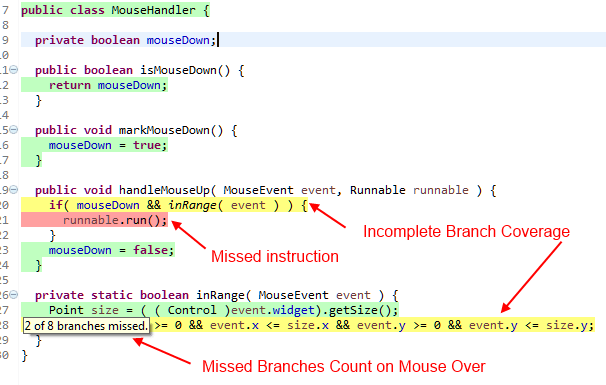 7 public class MouseHandler {
8
9 private boolean mouseDown;
10
11 public boolean isMouseDown() {
12 return mouseDown;
13 }
14
15 public void markMouseDown() {
16 mouseDown = true;
17 }
18
19 public void handleMouseUp( MouseEvent event, Runnable runnable ) {
20 if( mouseDown && inRange( event ) ) {
21 runnable.run();
22 }
23 mouseDown = false;
24 }
25
26 private static boolean inRange( MouseEvent event ) {
27 Point size = ( ( Control )event.widget).getSize();
28 2 of 8 branches missed. >= 0 && event.x <= size.x && event.y >= 0 && event.y <= size.y;
29 }
30 }
Incomplete Branch Coverage
Missed instruction
Missed Branches Count on Mouse Over